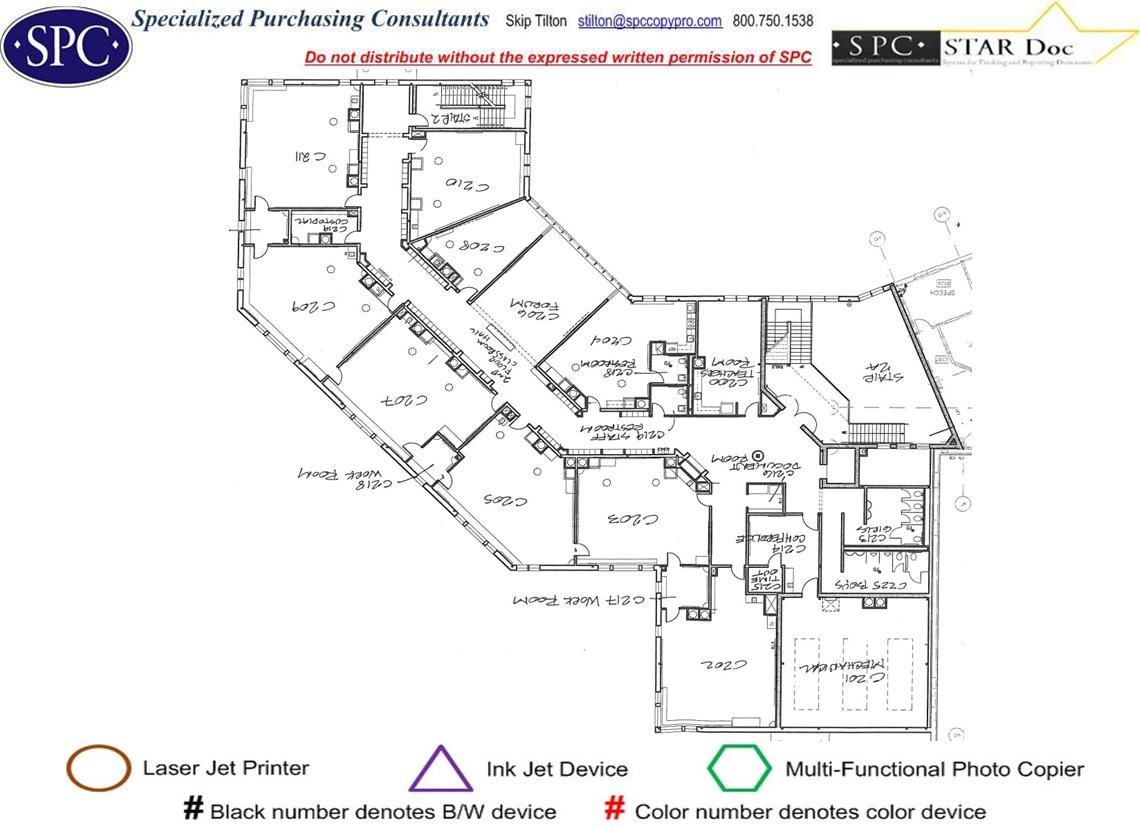 Specialized Purchasing Consultants Skip Tilton stilton@spccopypro.com 800.750.1538
SPC
Do not distribute without the expressed written permission of SPC
SPC STAR Doc
specialized purchasing consultants System for Tracking and Reporting Documents
STAIR 2
C211
C210
C219
CUSTODIAL
C208
C209
C206
FORUM
SPEECH
2ND
FLOOR
CLASSROOM HALL
C204
C218
RESTROOM
C200
TEACHERS
ROOM
STAIR
2A
C207
C219 STAFF
RESTROOM
C216
DOCUMENT
ROOM
C218
WORK ROOM
C205
C203
C213
GIRLS
C214
CONFERENCE
C215
TIME
OUT
C225 BOYS
C217 WORK ROOM
C202
C201
MECHANICAL
Laser Jet Printer
Ink Jet Device
Multi-Functional Photo Copier
# Black number denotes B/W device
# Color number denotes color device